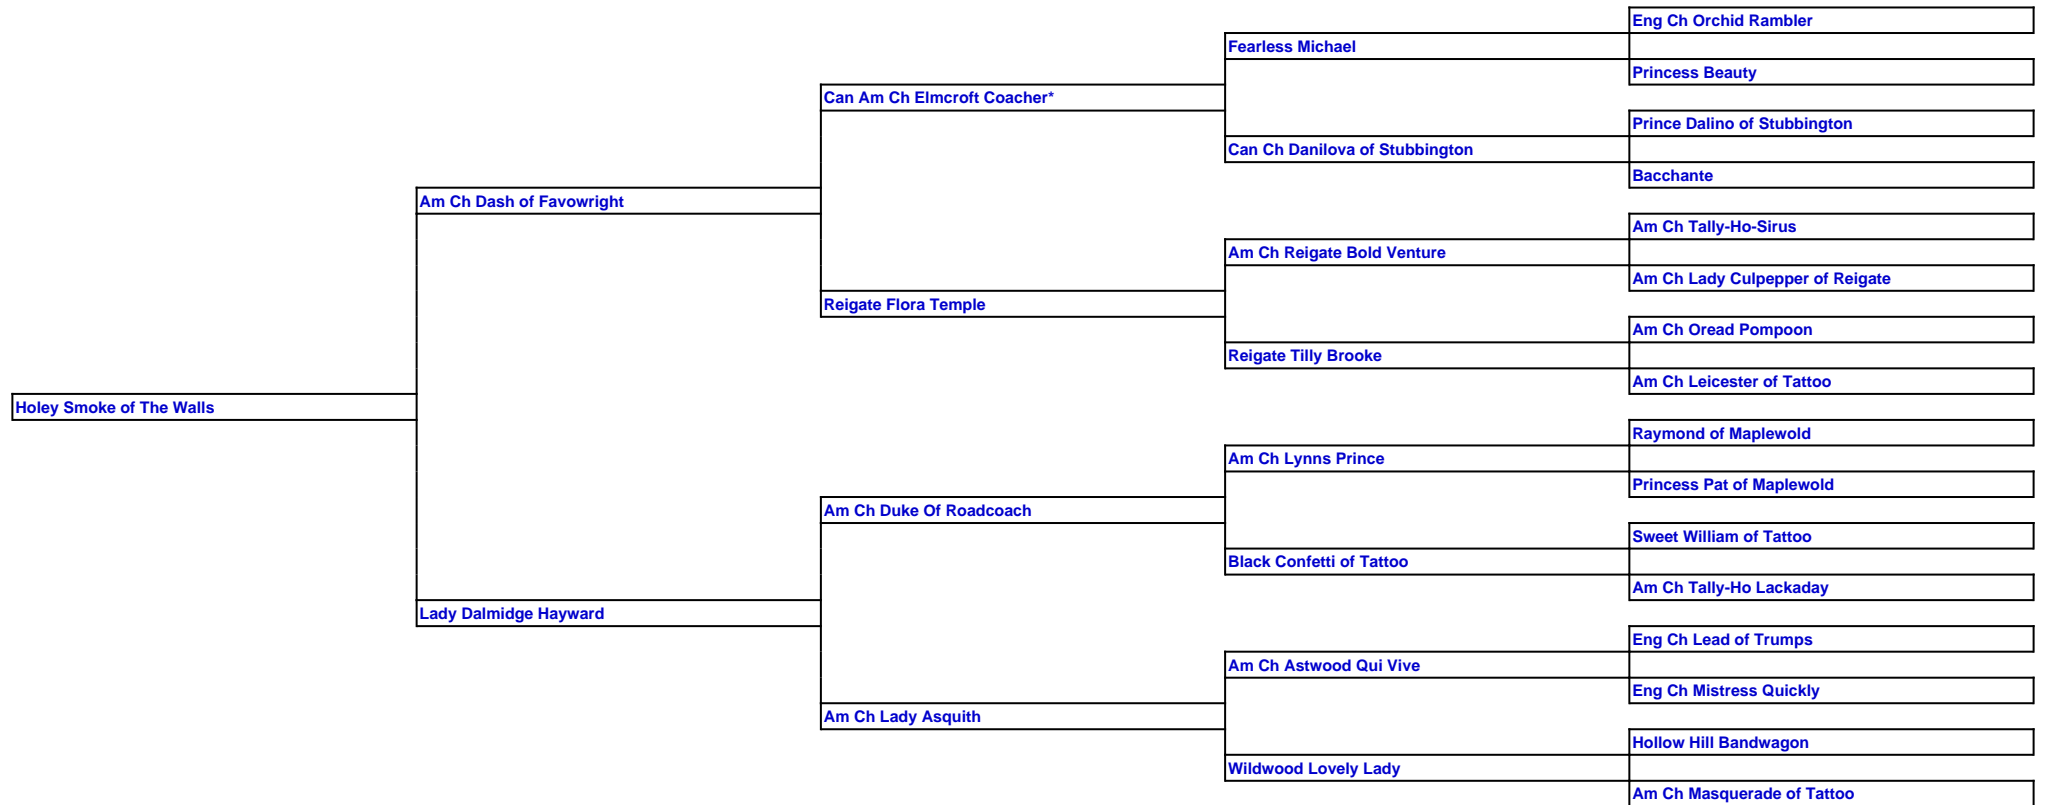 Eng Ch Orchid Rambler
Fearless Michael
Princess Beauty
Can Am Ch Elmcroft Coacher*
Prince Dalino of Stubbington
Can Ch Danilova of Stubbington
Bacchante
Am Ch Dash of Favowright
Am Ch Tally-Ho-Sirus
Am Ch Reigate Bold Venture
Am Ch Lady Culpepper of Reigate
Reigate Flora Temple
Am Ch Oread Pompoon
Reigate Tilly Brooke
Am Ch Leicester of Tattoo
Holey Smoke of The Walls
Raymond of Maplewold
Am Ch Lynns Prince
Princess Pat of Maplewold
Am Ch Duke Of Roadcoach
Sweet William of Tattoo
Black Confetti of Tattoo
Am Ch Tally-Ho Lackaday
Lady Dalmidge Hayward
Eng Ch Lead of Trumps
Am Ch Astwood Qui Vive
Eng Ch Mistress Quickly
Am Ch Lady Asquith
Hollow Hill Bandwagon
Wildwood Lovely Lady
Am Ch Masquerade of Tattoo